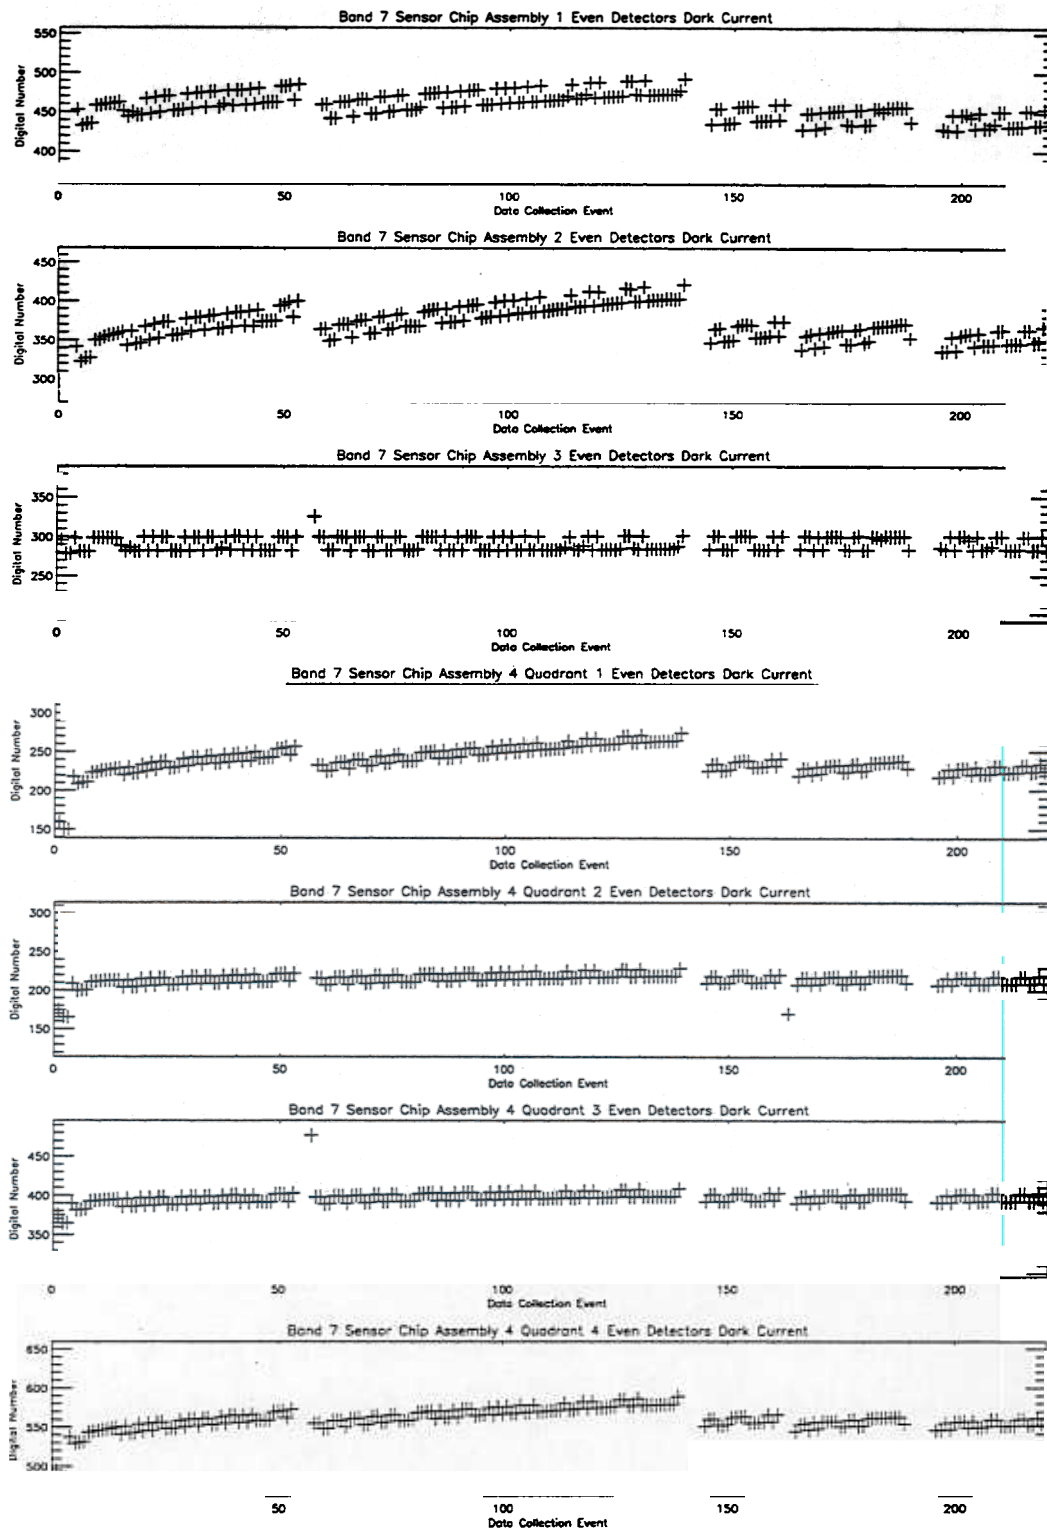 Band 7 Sensor Chip Assembly 1 Even Detectors Dark Current
550
500
450
400
Digital Number
0 50 100 150 200
Data Collection Event
Band 7 Sensor Chip Assembly 2 Even Detectors Dark Current
450
400
350
300
Digital Number
0 50 100 150 200
Data Collection Event
Band 7 Sensor Chip Assembly 3 Even Detectors Dark Current
350
300
250
Digital Number
0 50 100 150 200
Data Collection Event
Band 7 Sensor Chip Assembly 4 Quadrant 1 Even Detectors Dark Current
300
250
200
150
Digital Number
0 50 100 150 200
Data Collection Event
Band 7 Sensor Chip Assembly 4 Quadrant 2 Even Detectors Dark Current
300
250
200
150
Digital Number
0 50 100 150 200
Data Collection Event
Band 7 Sensor Chip Assembly 4 Quadrant 3 Even Detectors Dark Current
450
400
350
Digital Number
0 50 100 150 200
Data Collection Event
Band 7 Sensor Chip Assembly 4 Quadrant 4 Even Detectors Dark Current
650
600
550
500
Digital Number
50 100 150 200
Data Collection Event